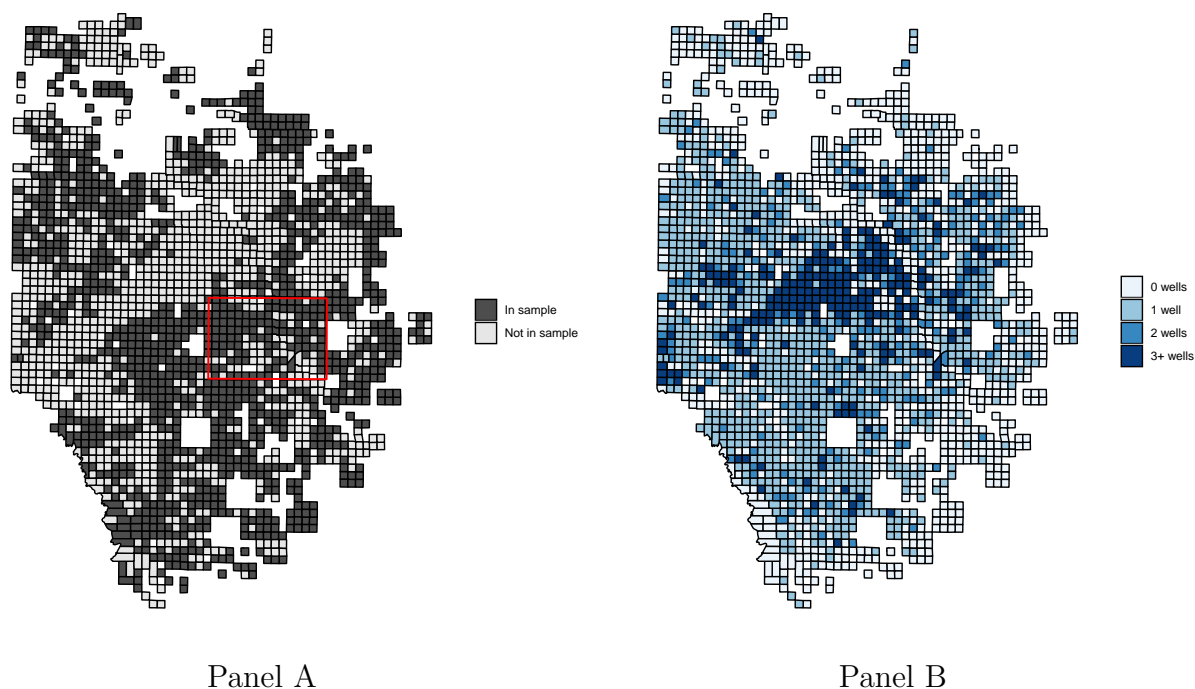 In sample
Not in sample
0 wells
1 well
2 wells
3+ wells
Panel A
Panel B